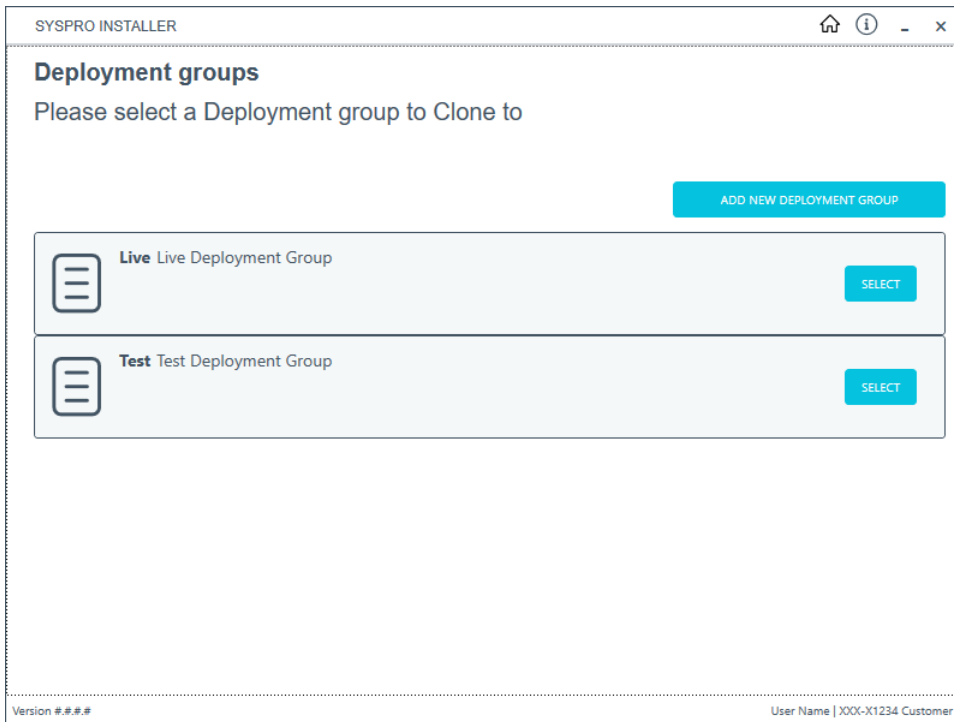 SYSPRO INSTALLER
Deployment groups
Please select a Deployment group to Clone to
ADD NEW DEPLOYMENT GROUP
Live Live Deployment Group
SELECT
Test Test Deployment Group
SELECT
Version #.#.#.#
User Name | XXX-X1234 Customer